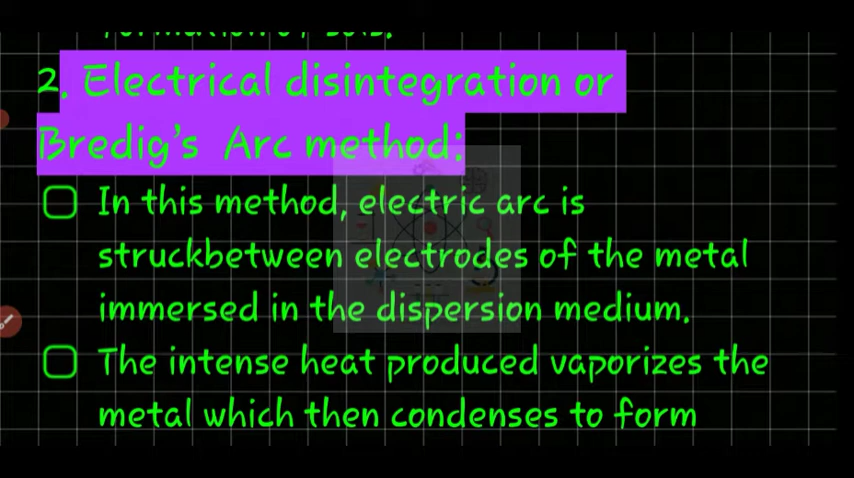 2. Electrical disintegration or
Bredig's Arc method:
In this method, electric arc is
struckbetween electrodes of the metal
immersed in the dispersion medium.
The intense heat produced vaporizes the
metal which then condenses to form